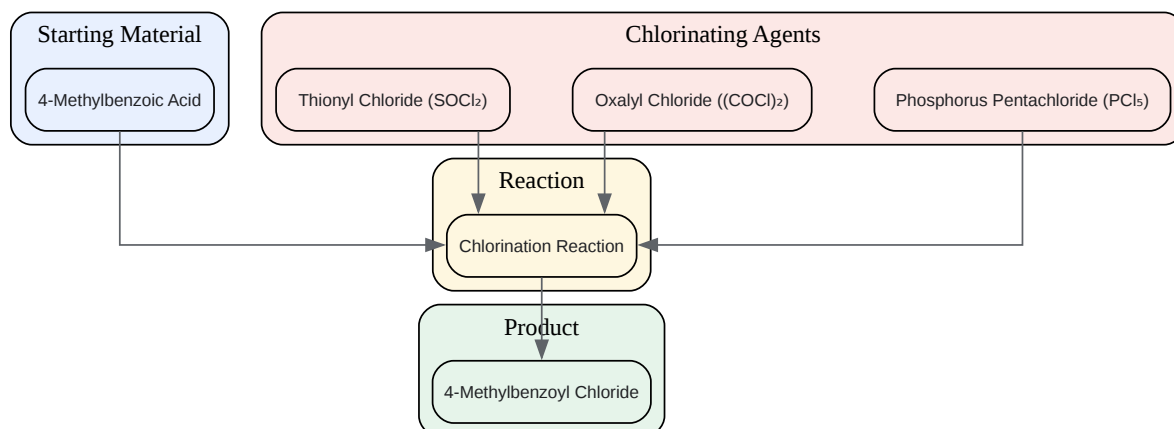 Starting Material
Chlorinating Agents
4-Methylbenzoic Acid
Thionyl Chloride (SOCl₂)
Oxalyl Chloride ((COCl)₂)
Phosphorus Pentachloride (PCl₅)
Reaction
Chlorination Reaction
Product
4-Methylbenzoyl Chloride